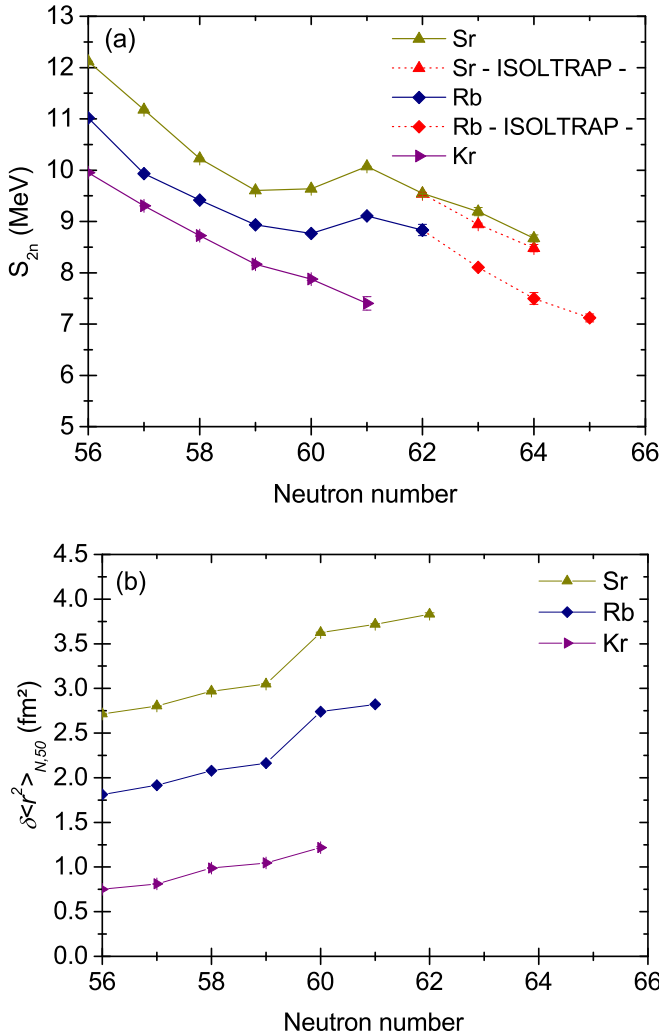 (a)
Sr
Sr - ISOLTRAP -
Rb
Rb - ISOLTRAP -
Kr
13
12
11
10
9
8
7
6
5
S2n (MeV)
56 58 60 62 64 66
Neutron number
(b)
Sr
Rb
Kr
4.5
4.0
3.5
3.0
2.5
2.0
1.5
1.0
0.5
0.0
δ<r²>N,50 (fm²)
56 58 60 62 64 66
Neutron number